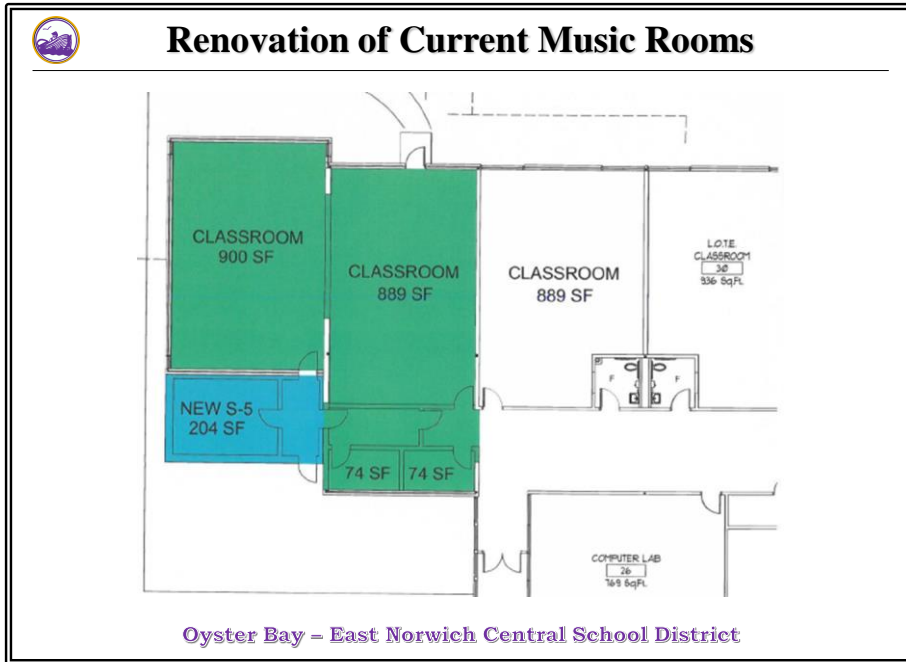 Renovation of Current Music Rooms
CLASSROOM
900 SF
CLASSROOM
889 SF
CLASSROOM
889 SF
L.O.T.E.
CLASSROOM
30
936 Sq.Ft.
NEW S-5
204 SF
F
F
74 SF
74 SF
COMPUTER LAB
26
769 Sq.Ft.
Oyster Bay – East Norwich Central School District